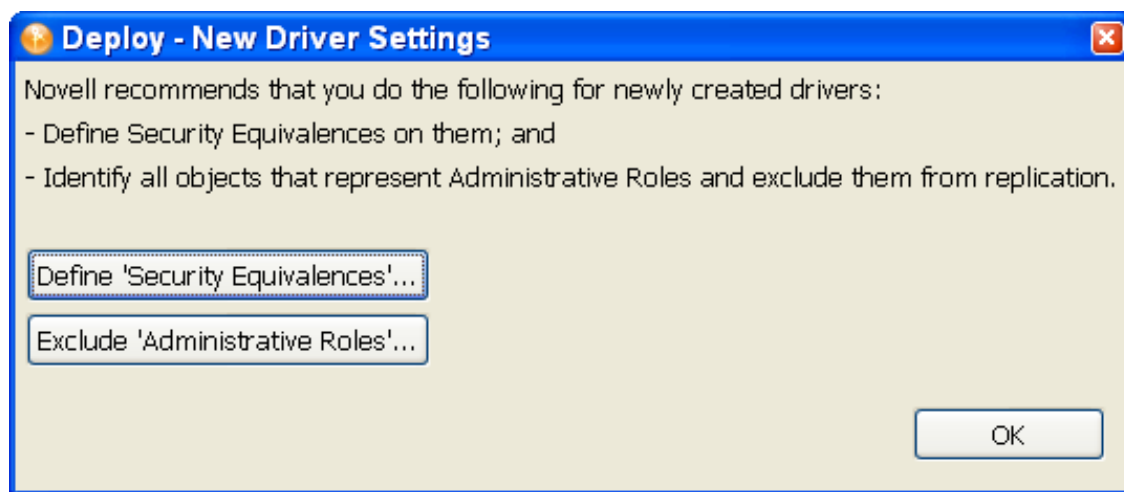 Deploy - New Driver Settings
Novell recommends that you do the following for newly created drivers:
- Define Security Equivalences on them; and
- Identify all objects that represent Administrative Roles and exclude them from replication.
Define 'Security Equivalences'...
Exclude 'Administrative Roles'...
OK